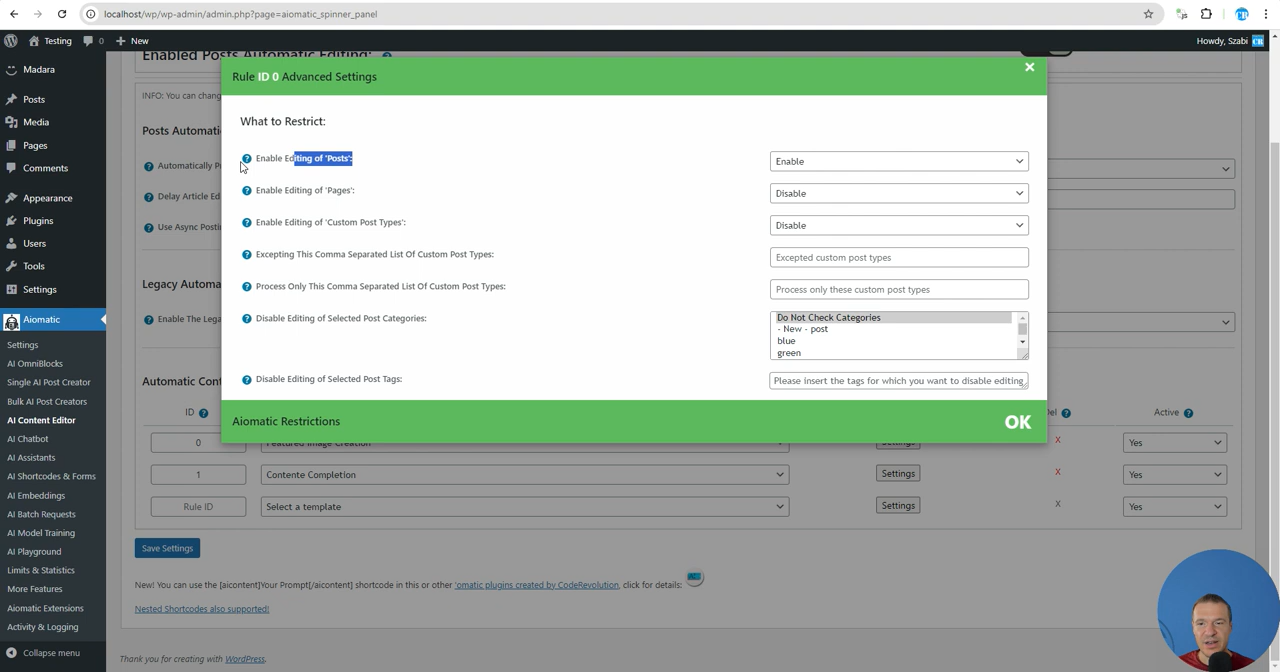 localhost/wp/wp-admin/admin.php?page=aiomatic_spinner_panel
Testing
0
New
Howdy, Szabi
Madara
Posts
Media
Pages
Comments
Appearance
Plugins
Users
Tools
Settings
Aiomatic
Settings
AI OmniBlocks
Single AI Post Creator
Bulk AI Post Creators
AI Content Editor
AI Chatbot
AI Assistants
AI Shortcodes & Forms
AI Embeddings
AI Batch Requests
AI Model Training
AI Playground
Limits & Statistics
More Features
Aiomatic Extensions
Activity & Logging
Collapse menu
Enabled Posts Automatic Editing:
INFO: You can chang
Posts Automati
Automatically Pr
Delay Article Ed
Use Async Postin
Legacy Automa
Enable The Lega
Automatic Cont
Rule ID 0 Advanced Settings
What to Restrict:
Enable Editing of 'Posts':
Enable
Enable Editing of 'Pages':
Disable
Enable Editing of 'Custom Post Types':
Disable
Excepting This Comma Separated List Of Custom Post Types:
Excepted custom post types
Process Only This Comma Separated List Of Custom Post Types:
Process only these custom post types
Disable Editing of Selected Post Categories:
Do Not Check Categories
- New - post
blue
green
Disable Editing of Selected Post Tags:
Please insert the tags for which you want to disable editing
Aiomatic Restrictions
OK
ID
Del
Active
0
Featured Image Creation
Settings
X
Yes
1
Contente Completion
Settings
X
Yes
Rule ID
Select a template
Settings
X
Yes
Save Settings
New! You can use the [aicontent]Your Prompt[/aicontent] shortcode in this or other 'omatic plugins created by CodeRevolution, click for details:
Nested Shortcodes also supported!
Thank you for creating with WordPress.